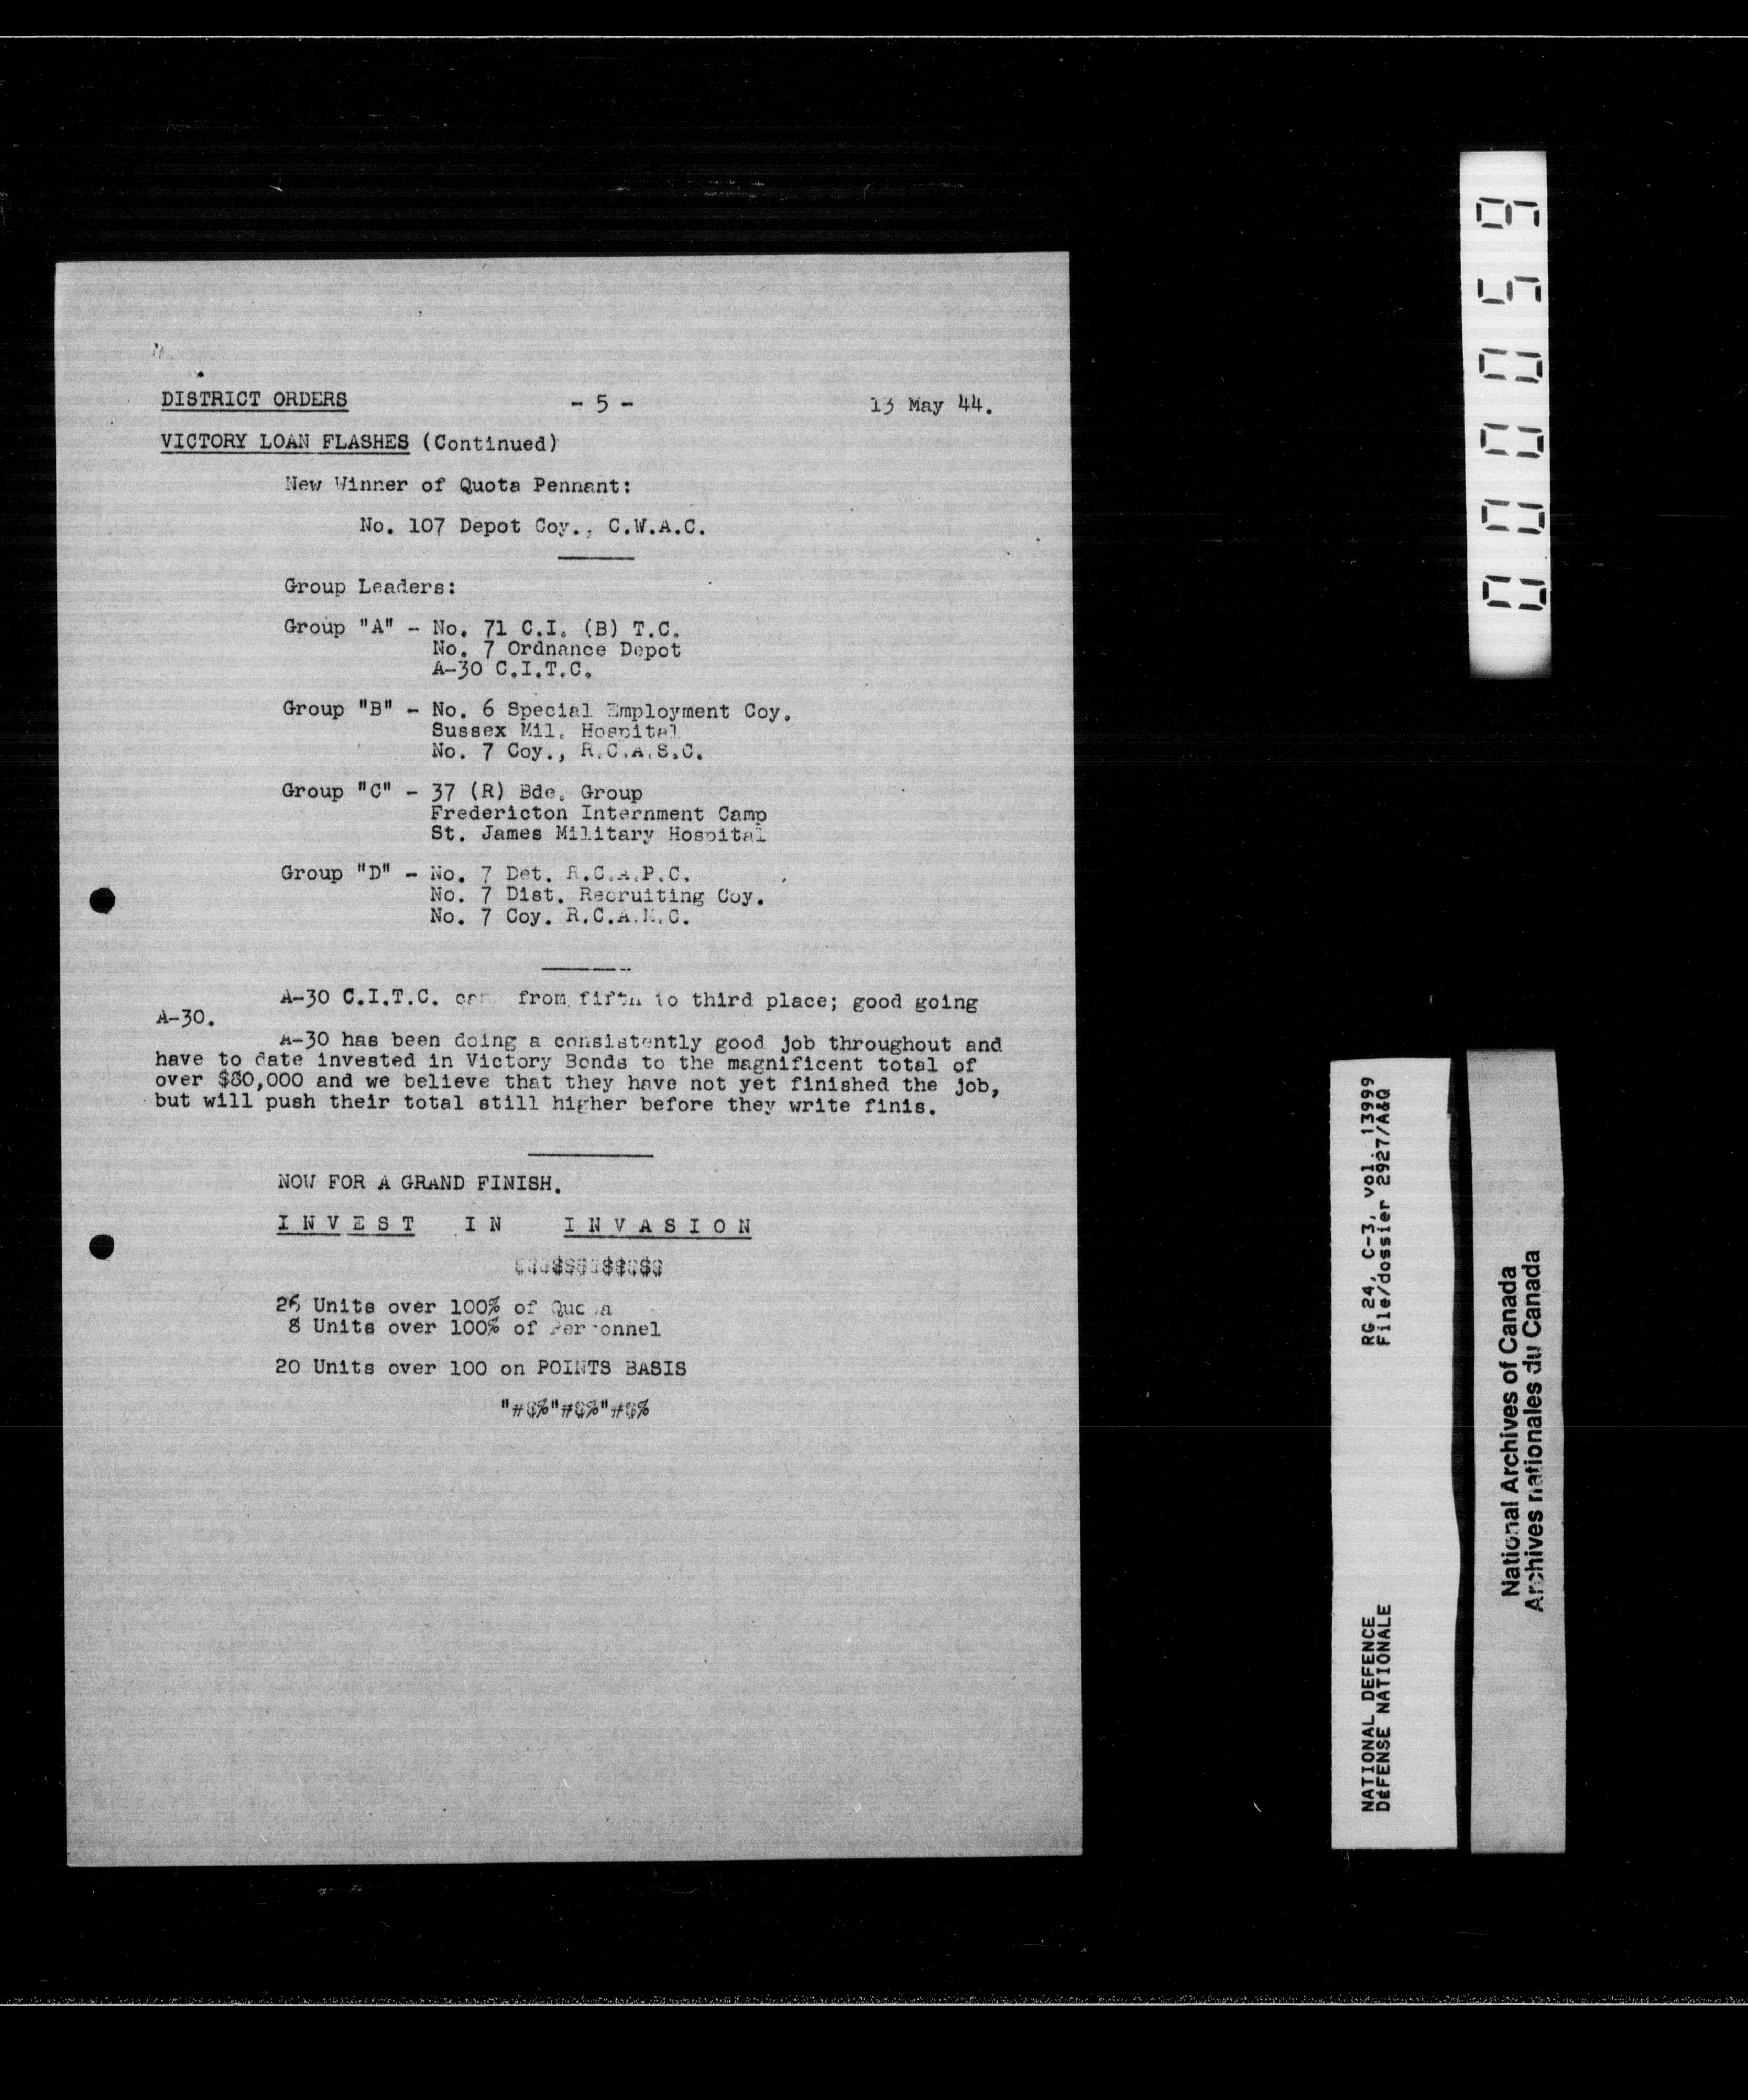 DISTRICT ORDERS - 5 - 13 May 44.
VICTORY LOAN FLASHES (Continued)
New Winner of Quota Pennant:
No. 107 Depot Coy., C.W.A.C.
Group Leaders:
Group "A" - No. 71 C.I. (B) T.C.
No. 7 Ordnance Depot
A-30 C.I.T.C.
Group "B" - No. 6 Special Employment Coy.
Sussex Mil. Hospital
No. 7 Coy., R.C.A.S.C.
Group "C" - 37 (R) Bde. Group
Fredericton Internment Camp
St. James Military Hospital
Group "D" - No. 7 Det. R.C.A.P.C.
No. 7 Dist. Recruiting Coy.
No. 7 Coy. R.C.A.M.C.
A-30 C.I.T.C. from fifth to third place; good going
A-30.
A-30 has been doing a consistently good job throughout and
have to date invested in Victory Bonds to the magnificent total of
over and we believe that they have not yet finished the job,
but will push their total still higher before they write finis.
NOW FOR A GRAND FINISH.
I N V E S T I N I N V A S I O N
$$$$$$$$$$$$
26 Units over 100% of Quota
8 Units over 100% of Personnel
20 Units over 100 on POINTS BASIS
"#$%"#$%"#$%
000059
RG 24, C-3, vol. 13999
File/dossier 2927/A&Q
NATIONAL DEFENCE
DÉFENSE NATIONALE
National Archives of Canada
Archives nationales du Canada